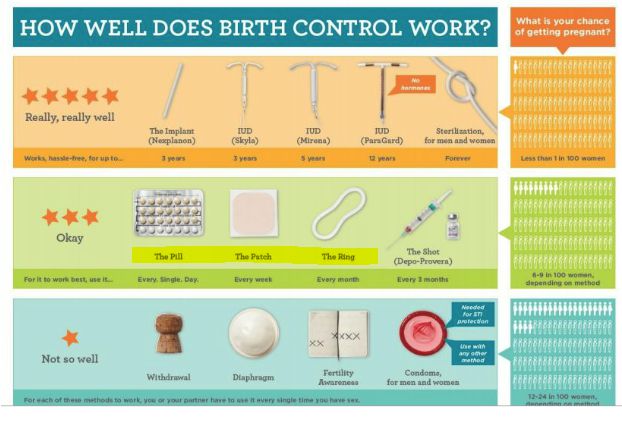 HOW WELL DOES BIRTH CONTROL WORK?
What is your chance
of getting pregnant?
Really, really well
The Implant
(Nexplanon)
IUD
(Skyla)
IUD
(Mirena)
IUD
(ParaGard)
No
hormones
Sterilization,
for men and women
Works, hassle-free, for up to...
3 years
3 years
5 years
12 years
Forever
Less than 1 in 100 women
Okay
The Pill
The Patch
The Ring
The Shot
(Depo-Provera)
For it to work best, use it...
Every. Single. Day.
Every week
Every month
Every 3 months
6-9 in 100 women,
depending on method
Not so well
Withdrawal
Diaphragm
Fertility
Awareness
Condoms,
for men and women
Needed
for STI
protection
Use with
any other
method
For each of these methods to work, you or your partner have to use it every single time you have sex.
12-24 in 100 women,
depending on method